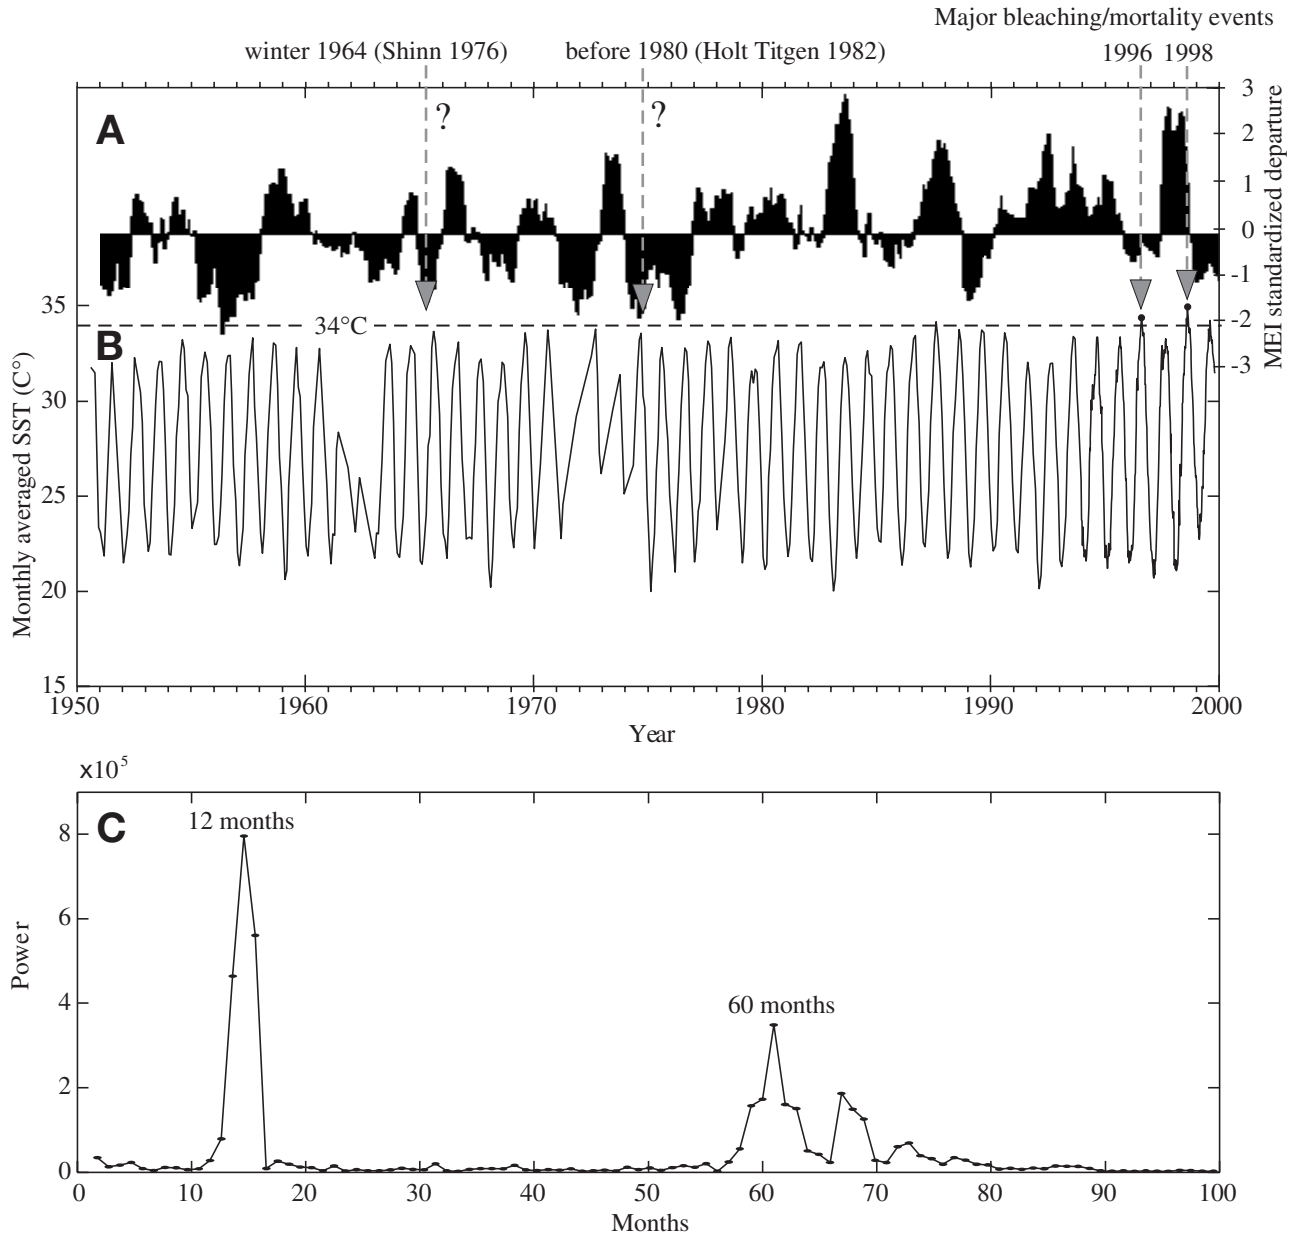 Major bleaching/mortality events
winter 1964 (Shinn 1976)
before 1980 (Holt Titgen 1982)
1996 1998
A
?
?
3
2
1
0
-1
-2
-3
MEI standardized departure
34°C
B
35
30
25
20
15
Monthly averaged SST (C°)
1950
1960
1970
1980
1990
2000
Year
x10⁵
C
12 months
60 months
8
6
4
2
0
Power
0
10
20
30
40
50
60
70
80
90
100
Months